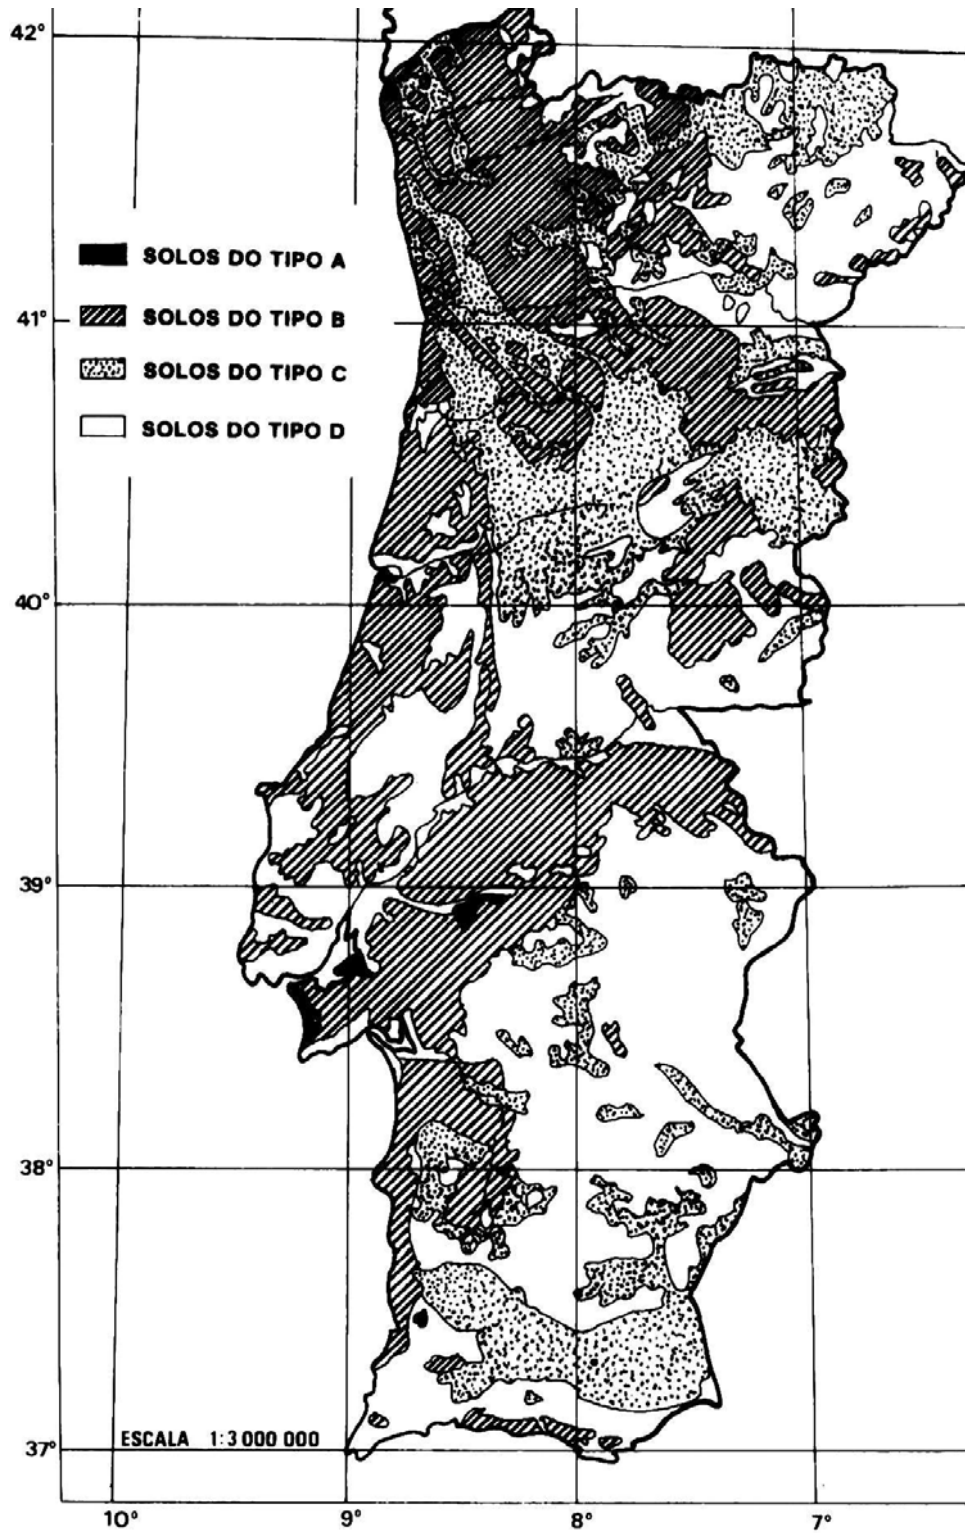 42°
SOLOS DO TIPO A
41°
SOLOS DO TIPO B
SOLOS DO TIPO C
SOLOS DO TIPO D
40°
39°
38°
ESCALA 1:3 000 000
37°
10°
9°
8°
7°